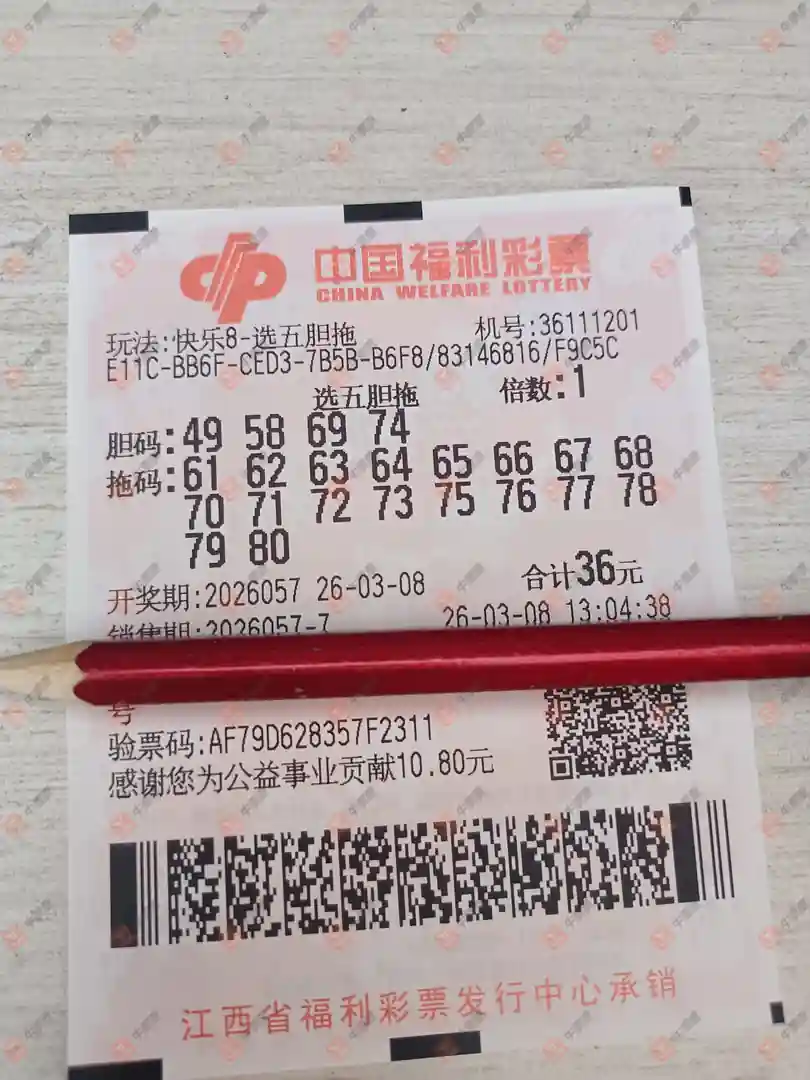 中国福利彩票
CHINA WELFARE LOTTERY
玩法:快乐8-选五胆拖 机号:36111201
E11C-BB6F-CED3-7B5B-B6F8/83146816/F9C5C
选五胆拖 倍数:1
胆码:49 58 69 74
拖码:61 62 63 64 65 66 67 68
70 71 72 73 75 76 77 78
79 80
开奖期:2026057 26-03-08 合计36元
销售期:2026057-7 26-03-08 13:04:38
号
验票码:AF79D628357F2311
感谢您为公益事业贡献10.80元
江西省福利彩票发行中心承销